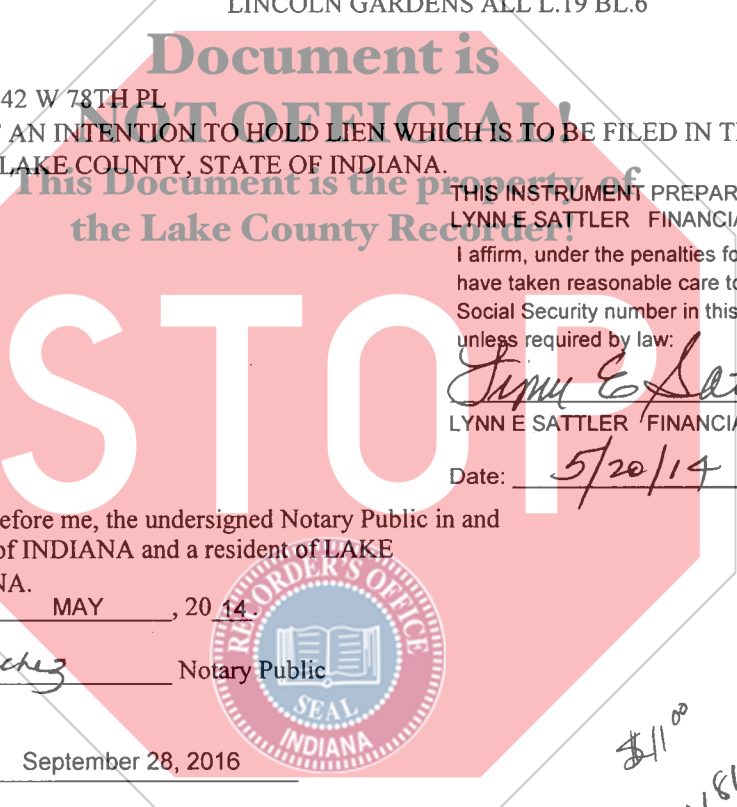 LINCOLN GARDENS ALL L.19 BL.6
Document is
42 W 78TH PL
NOT OFFICIAL!
AN INTENTION TO HOLD LIEN WHICH IS TO BE FILED IN
LAKE COUNTY, STATE OF INDIANA.
This Document is the property of
the Lake County Recorder!
THIS INSTRUMENT PREPAR
LYNN E SATTLER FINANCIA
I affirm, under the penalties fo
have taken reasonable care to
Social Security number in this
unless required by law:
Lynn E Sat
LYNN E SATTLER FINANCIA
Date: 5/20/14
STOP
efore me, the undersigned Notary Public in and
of INDIANA and a resident of LAKE
NA.
MAY , 20 14.
chez Notary Public
RECORDER'S OFFICE
SEAL
INDIANA
September 28, 2016
$11 00